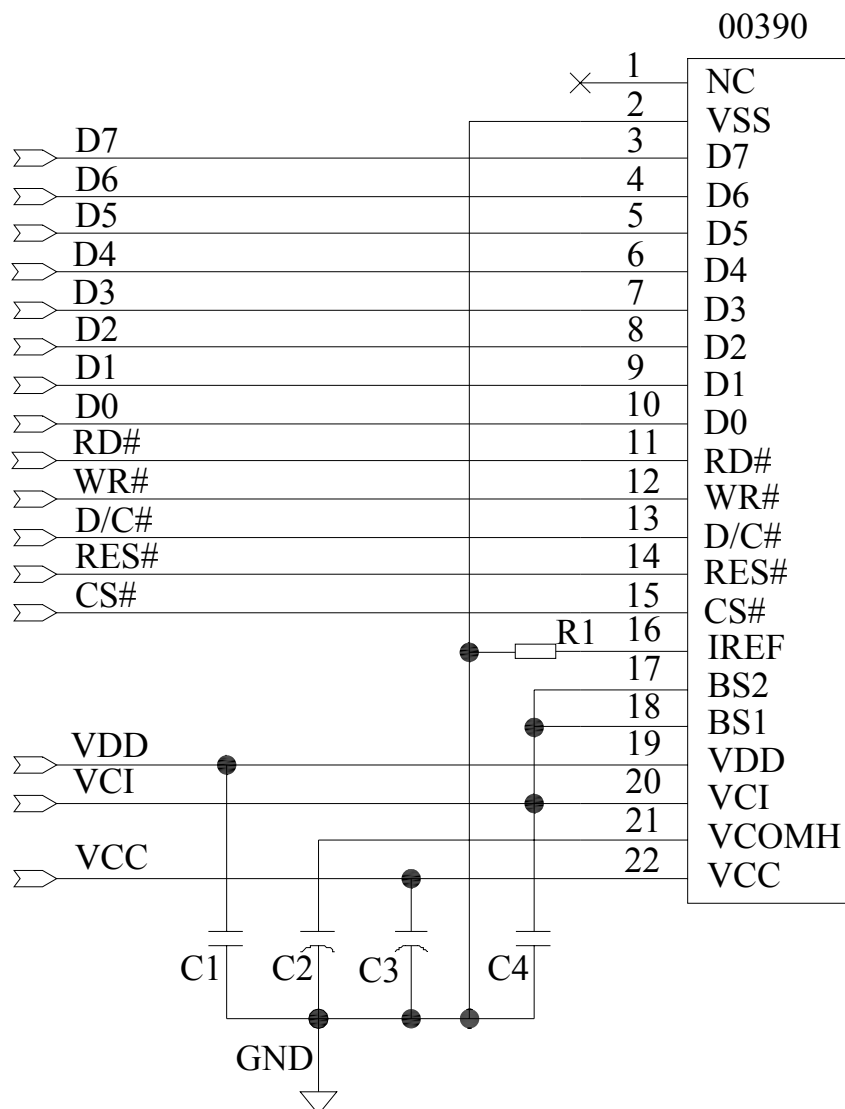 00390
1 NC
2 VSS
D7 3 D7
D6 4 D6
D5 5 D5
D4 6 D4
D3 7 D3
D2 8 D2
D1 9 D1
D0 10 D0
RD# 11 RD#
WR# 12 WR#
D/C# 13 D/C#
RES# 14 RES#
CS# 15 CS#
R1 16 IREF
17 BS2
18 BS1
VDD 19 VDD
VCI 20 VCI
21 VCOMH
VCC 22 VCC
C1 C2 C3 C4
GND